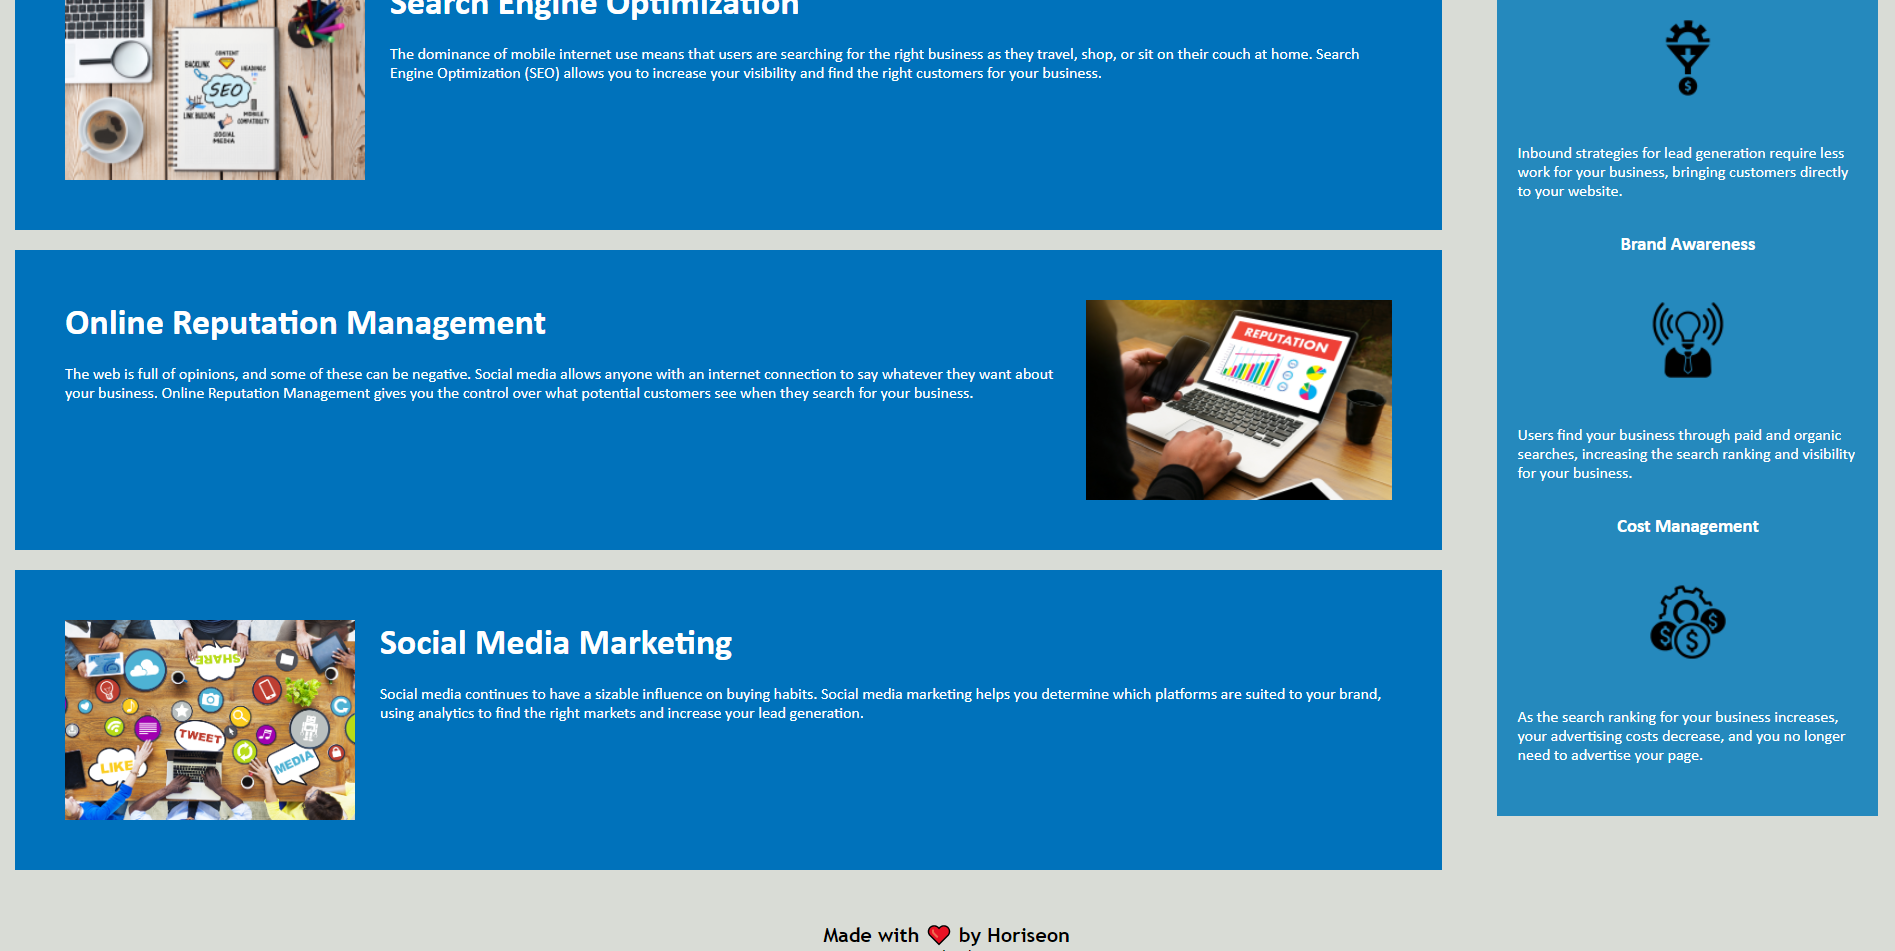 Search Engine Optimization
The dominance of mobile internet use means that users are searching for the right business as they travel, shop, or sit on their couch at home. Search
Engine Optimization (SEO) allows you to increase your visibility and find the right customers for your business.
CONTENT
BACKLINK
HEADINGS
SEO
LINK BUILDING
MOBILE
COMPATIBILITY
SOCIAL
MEDIA
Online Reputation Management
The web is full of opinions, and some of these can be negative. Social media allows anyone with an internet connection to say whatever they want about
your business. Online Reputation Management gives you the control over what potential customers see when they search for your business.
REPUTATION
SHARE
TWEET
LIKE
MEDIA
Social Media Marketing
Social media continues to have a sizable influence on buying habits. Social media marketing helps you determine which platforms are suited to your brand,
using analytics to find the right markets and increase your lead generation.
$
Inbound strategies for lead generation require less
work for your business, bringing customers directly
to your website.
Brand Awareness
Users find your business through paid and organic
searches, increasing the search ranking and visibility
for your business.
Cost Management
$ $ $
As the search ranking for your business increases,
your advertising costs decrease, and you no longer
need to advertise your page.
Made with ❤️ by Horiseon